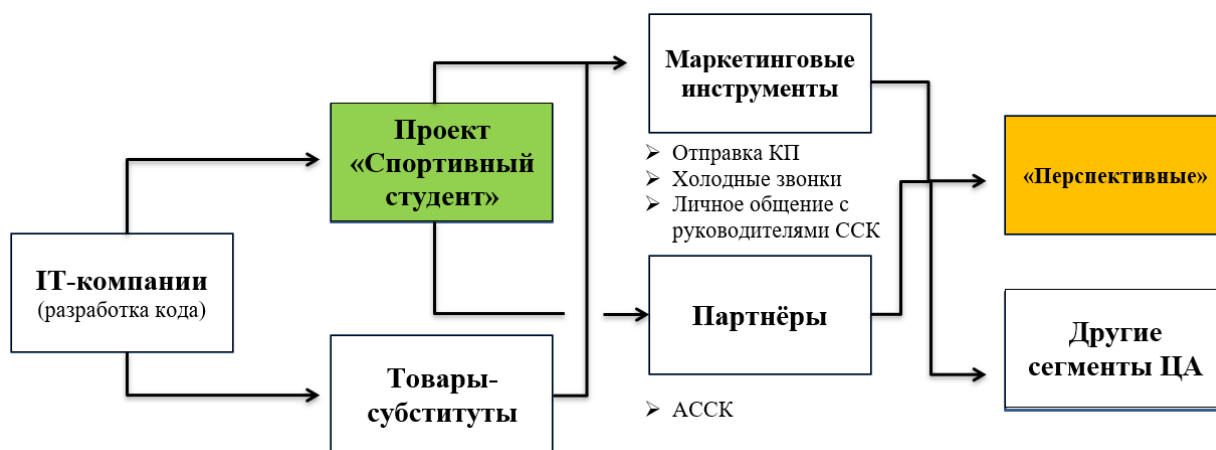 IT-компании
(разработка кода)
Проект
«Спортивный
студент»
Товары-
субституты
Маркетинговые
инструменты
➢ Отправка КП
➢ Холодные звонки
➢ Личное общение с
руководителями ССК
Партнёры
➢ АССК
«Перспективные»
Другие
сегменты ЦА